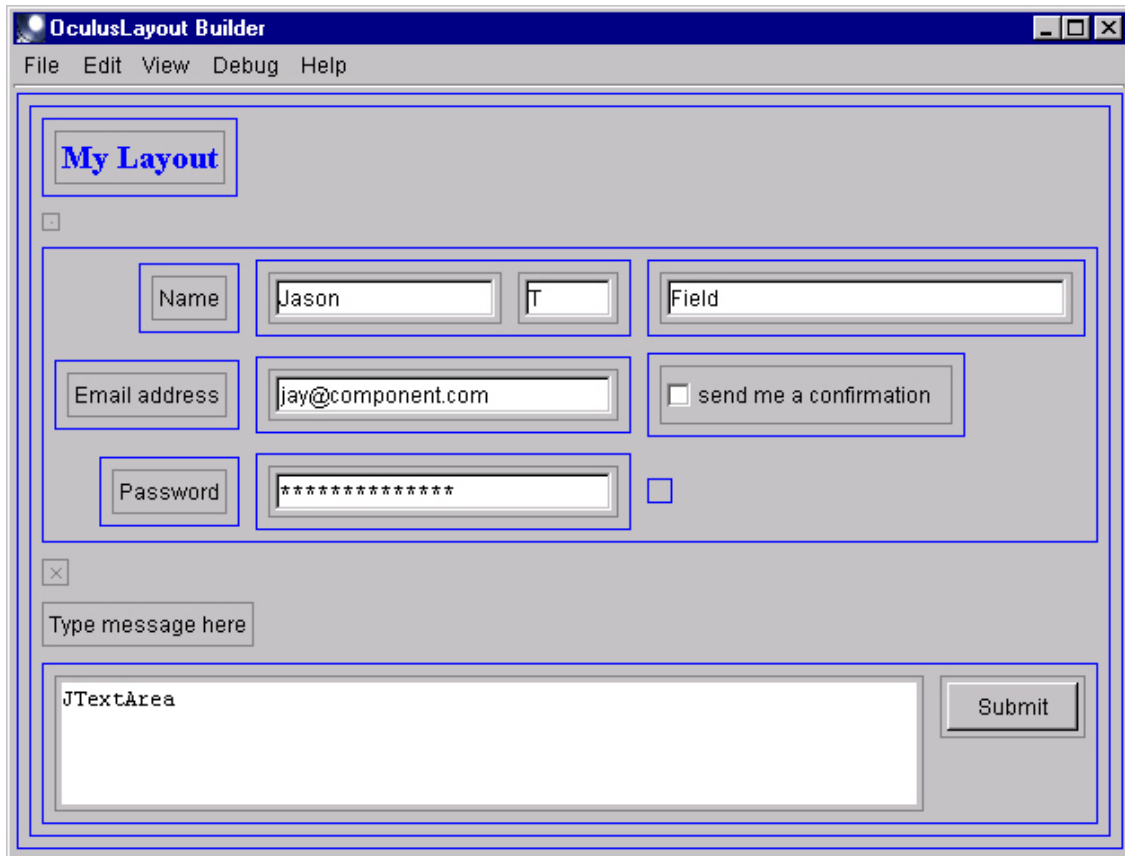 OculusLayout Builder
File Edit View Debug Help
My Layout
Name Jason T Field
Email address jay@component.com send me a confirmation
Password **************
Type message here
JTextArea Submit